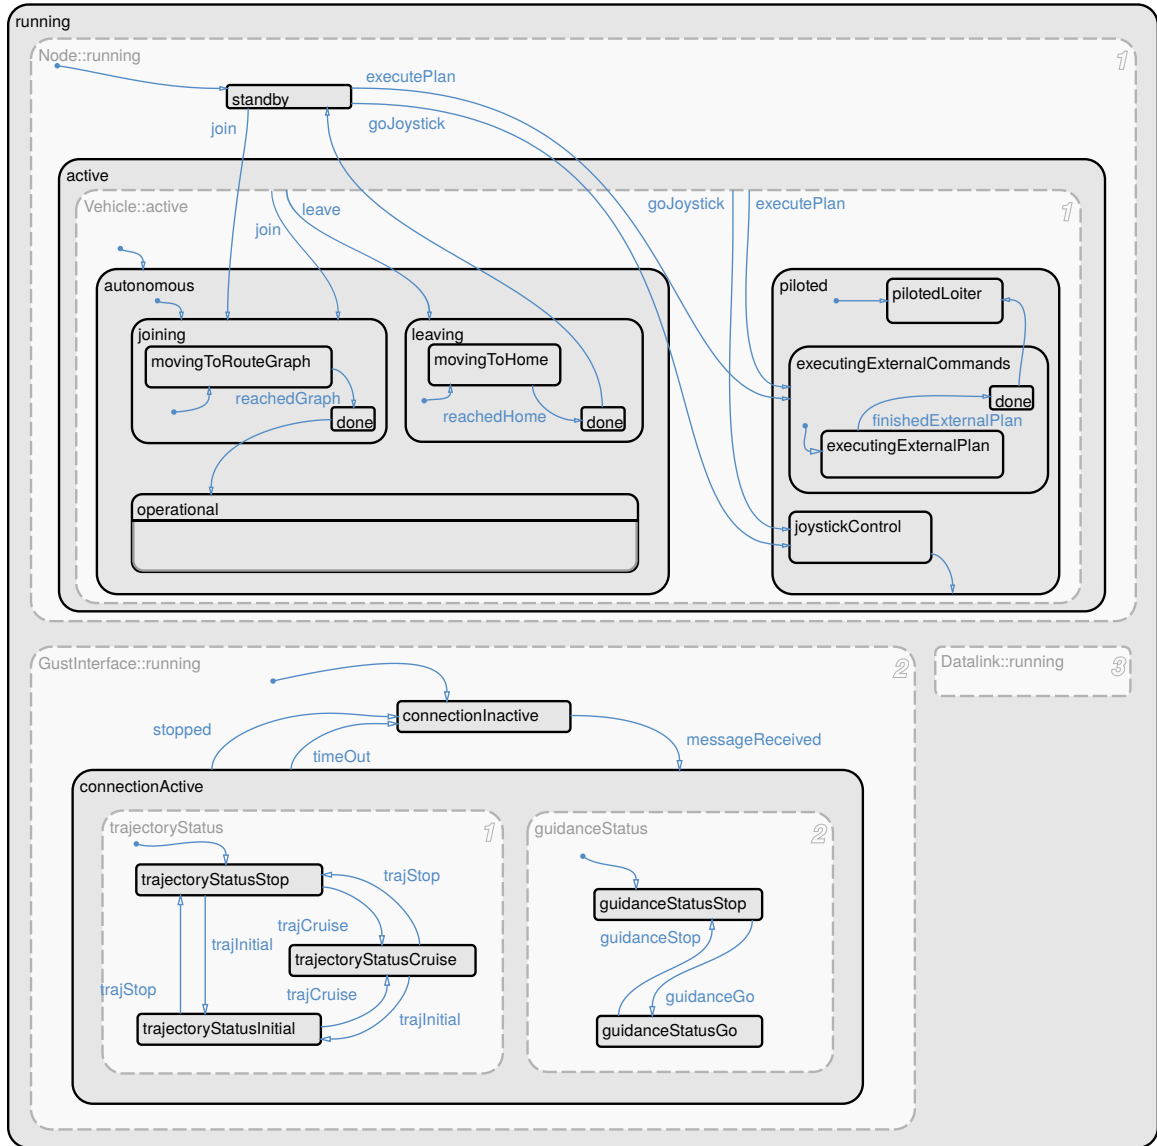 running
Node::running
1
executePlan
standby
join
goJoystick
active
Vehicle::active
1
leave
goJoystick
executePlan
join
autonomous
piloted
pilotedLoiter
joining
leaving
movingToRouteGraph
movingToHome
executingExternalCommands
reachedGraph
done
reachedHome
done
done
finishedExternalPlan
executingExternalPlan
operational
joystickControl
GustInterface::running
2
Datalink::running
3
connectionInactive
stopped
timeOut
messageReceived
connectionActive
trajectoryStatus
1
guidanceStatus
2
trajectoryStatusStop
trajStop
guidanceStatusStop
trajCruise
trajInitial
guidanceStop
trajectoryStatusCruise
trajStop
trajCruise
guidanceGo
trajectoryStatusInitial
trajInitial
guidanceStatusGo